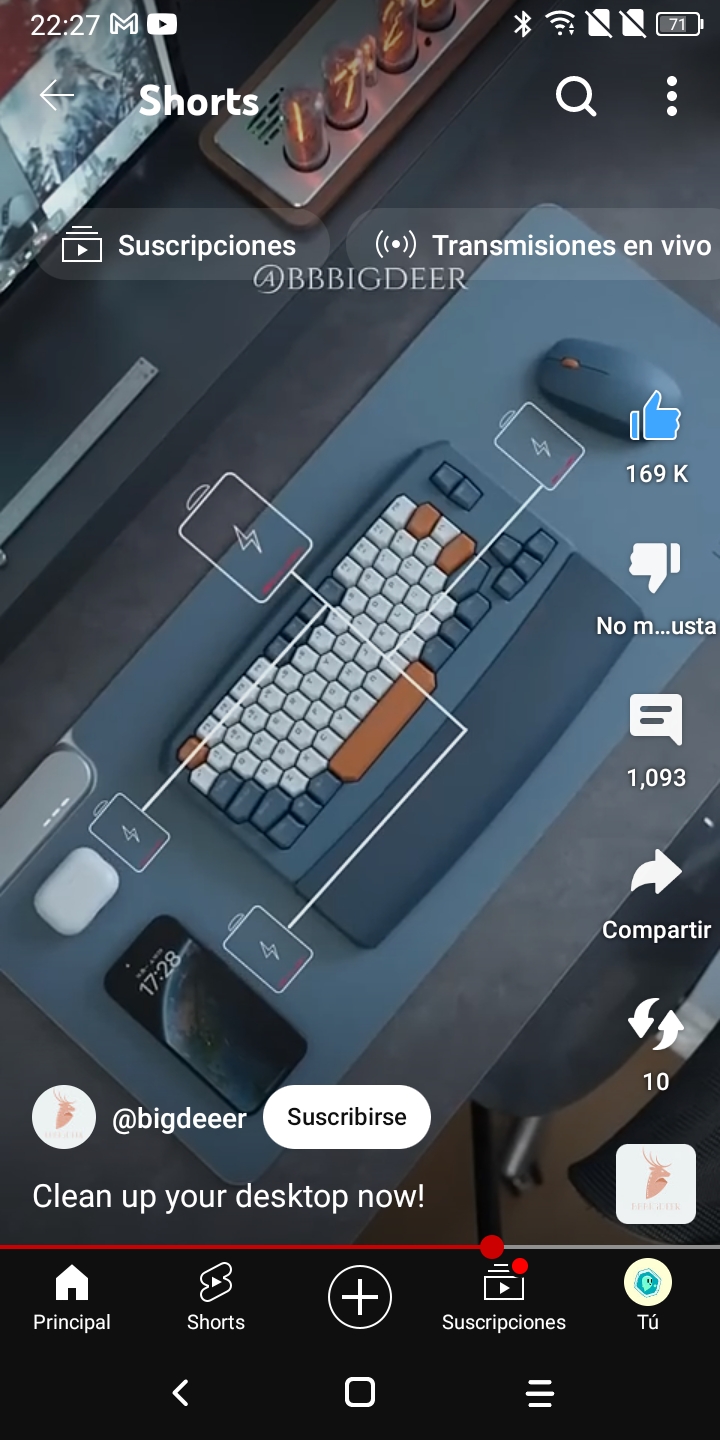 22:27
71
Shorts
Suscripciones
Transmisiones en vivo
@BBBIGDEER
169 K
No m...usta
1,093
Compartir
17:28
10
@bigdeeer
Suscribirse
Clean up your desktop now!
Principal
Shorts
Suscripciones
Tú